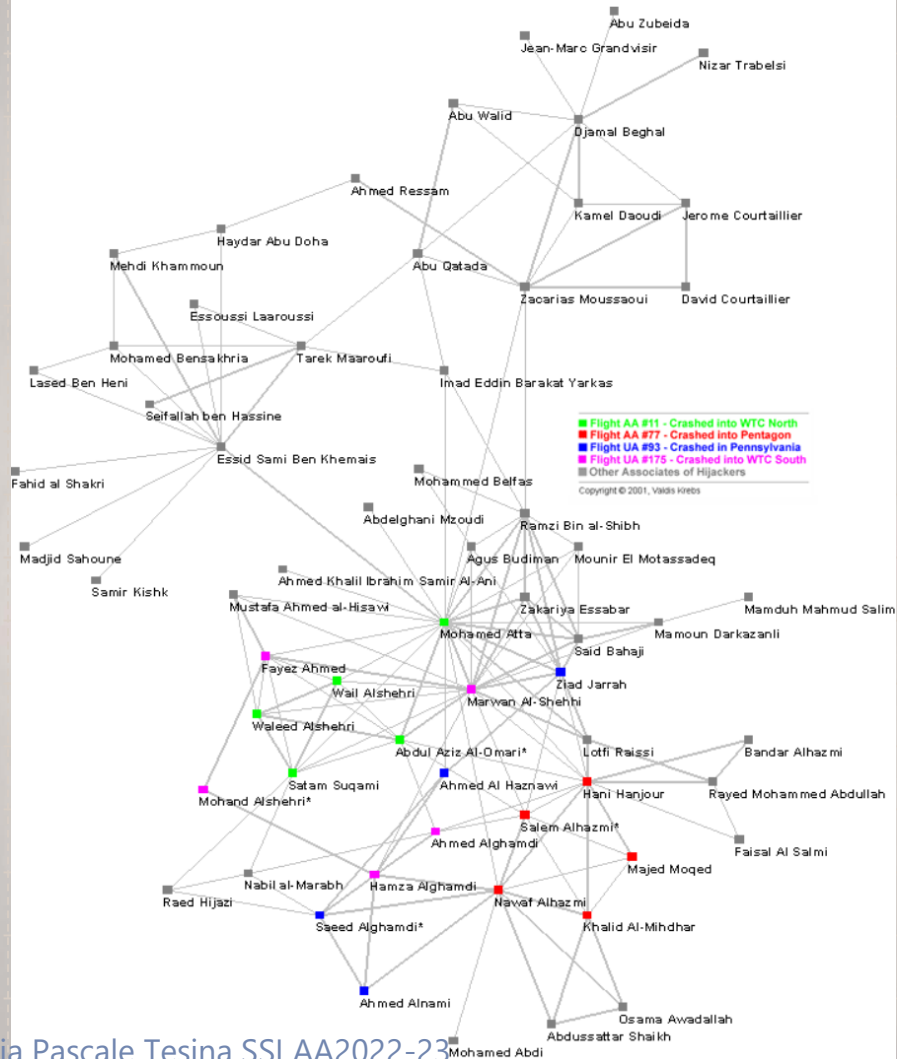 Abu Zubeida
Jean-Marc Grandvisir
Nizar Trabelsi
Abu Walid
Djamal Beghal
Ahmed Ressam
Kamel Daoudi
Jerome Courtaillier
Haydar Abu Doha
Mehdi Khammoun
Abu Qatada
Zacarias Moussaoui
David Courtaillier
Essoussi Laaroussi
Mohamed Bensakhria
Tarek Maaroufi
Lased Ben Heni
Imad Eddin Barakat Yarkas
Seifallah ben Hassine
Flight AA #11 - Crashed into WTC North
Flight AA #77 - Crashed into Pentagon
Flight UA #93 - Crashed in Pennsylvania
Flight UA #175 - Crashed into WTC South
Other Associates of Hijackers
Copyright © 2001, Valdis Krebs
Essid Sami Ben Khemais
Fahid al Shakri
Mohammed Belfas
Abdelghani Mzoudi
Ramzi Bin al-Shibh
Madjid Sahoune
Agus Budiman
Mounir El Motassadeq
Samir Kishk
Ahmed Khalil Ibrahim Samir Al-Ani
Mustafa Ahmed al-Hisawi
Zakariya Essabar
Mamduh Mahmud Salim
Mohamed Atta
Mamoun Darkazanli
Said Bahaji
Fayez Ahmed
Ziad Jarrah
Wail Alshehri
Marwan Al-Shehhi
Waleed Alshehri
Abdul Aziz Al-Omari*
Lotfi Raissi
Bandar Alhazmi
Satam Suqami
Ahmed Al Haznawi
Hani Hanjour
Rayed Mohammed Abdullah
Mohand Alshehri*
Salem Alhazmi*
Ahmed Alghamdi
Faisal Al Salmi
Majed Moqed
Nabil al-Marabh
Hamza Alghamdi
Raed Hijazi
Nawaf Alhazmi
Saeed Alghamdi*
Khalid Al-Mihdhar
Ahmed Alnami
Osama Awadallah
Abdussattar Shaikh
ia Pascale Tesina SSI AA2022-23
Mohamed Abdi